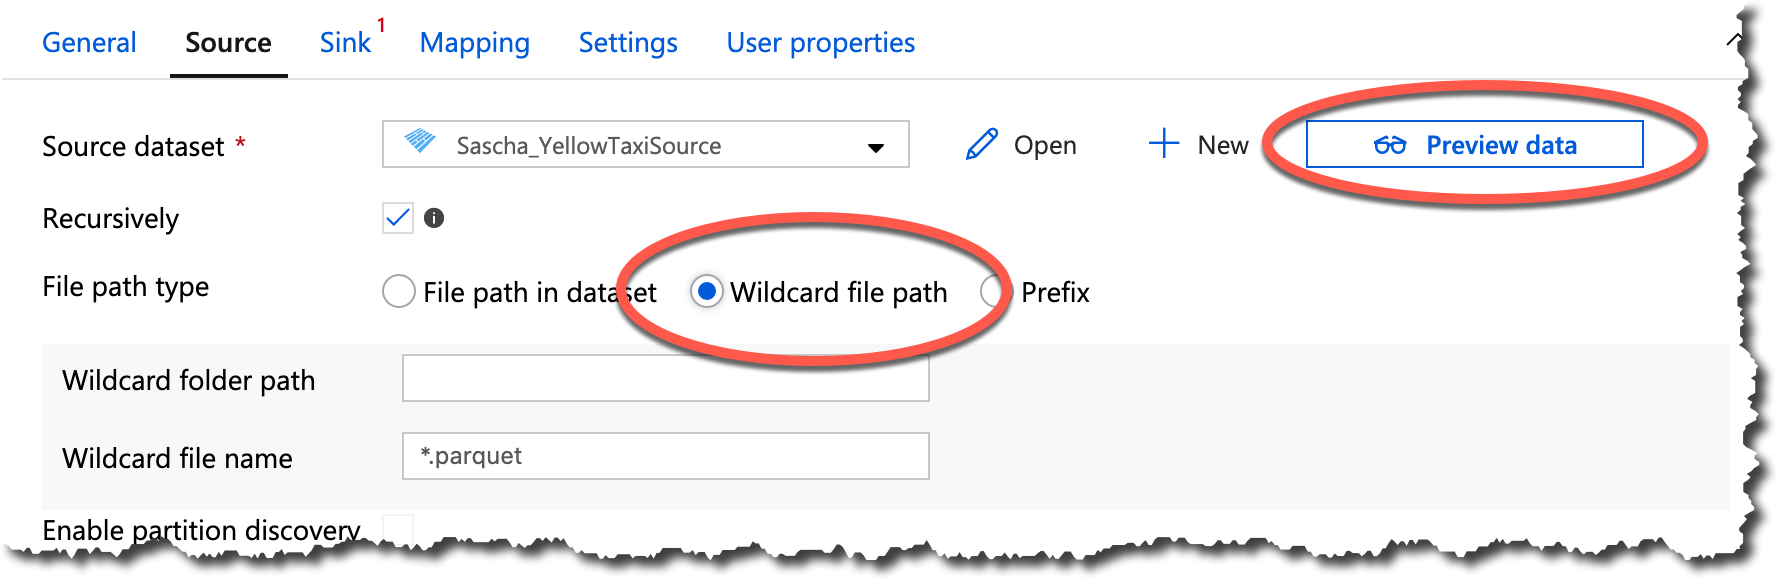 General Source Sink 1 Mapping Settings User properties
Source dataset * Sascha_YellowTaxiSource Open New Preview data
Recursively
File path type File path in dataset Wildcard file path Prefix
Wildcard folder path
Wildcard file name *.parquet
Enable partition discovery